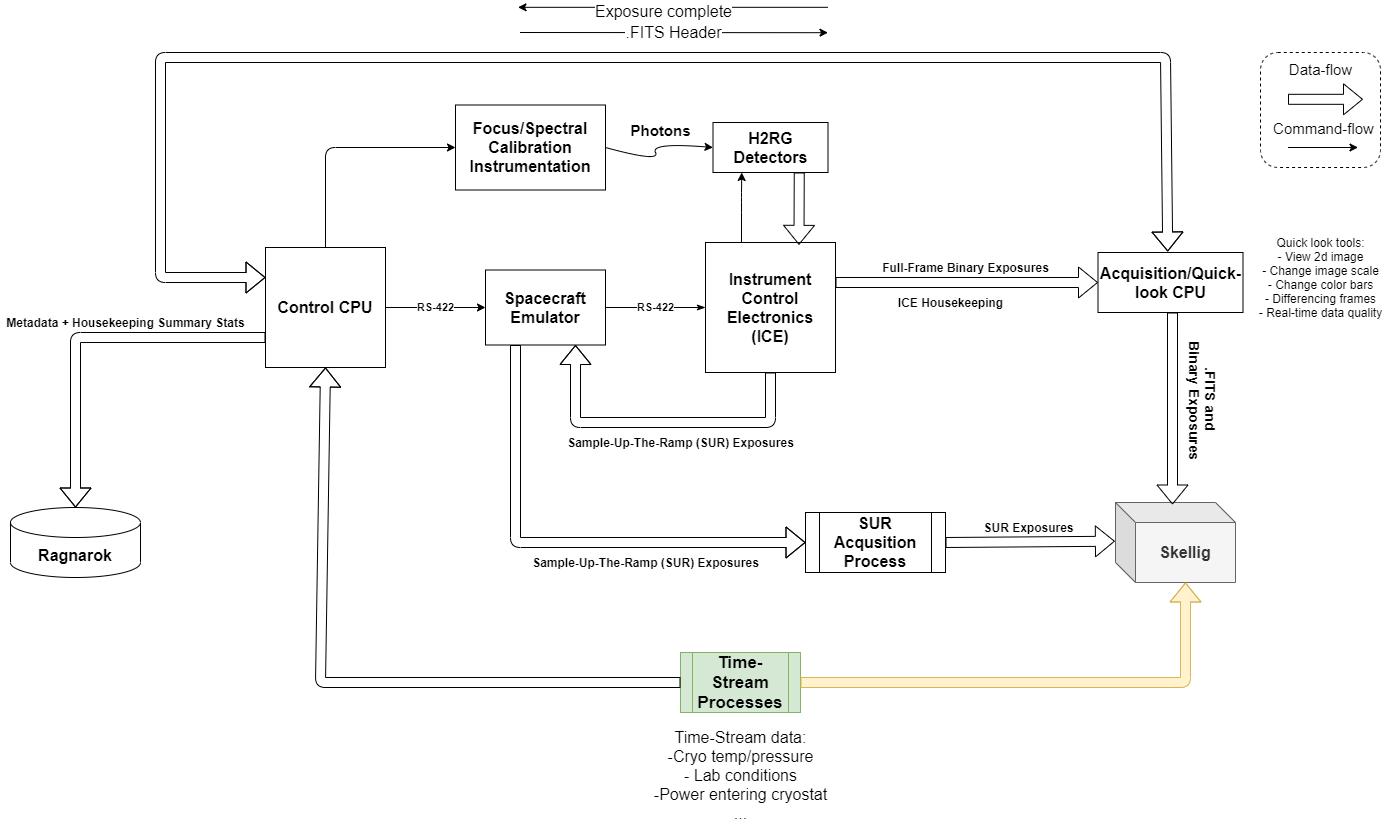 Exposure complete
.FITS Header
Data-flow
Command-flow
Focus/Spectral
Calibration
Instrumentation
Photons
H2RG
Detectors
Control CPU
RS-422
Spacecraft
Emulator
RS-422
Instrument
Control
Electronics
(ICE)
Full-Frame Binary Exposures
ICE Housekeeping
Acquisition/Quick-
look CPU
Quick look tools:
- View 2d image
- Change image scale
- Change color bars
- Differencing frames
- Real-time data quality
Metadata + Housekeeping Summary Stats
.FITS and
Binary Exposures
Sample-Up-The-Ramp (SUR) Exposures
Ragnarok
Sample-Up-The-Ramp (SUR) Exposures
SUR
Acqusition
Process
SUR Exposures
Skellig
Time-
Stream
Processes
Time-Stream data:
-Cryo temp/pressure
- Lab conditions
-Power entering cryostat
...